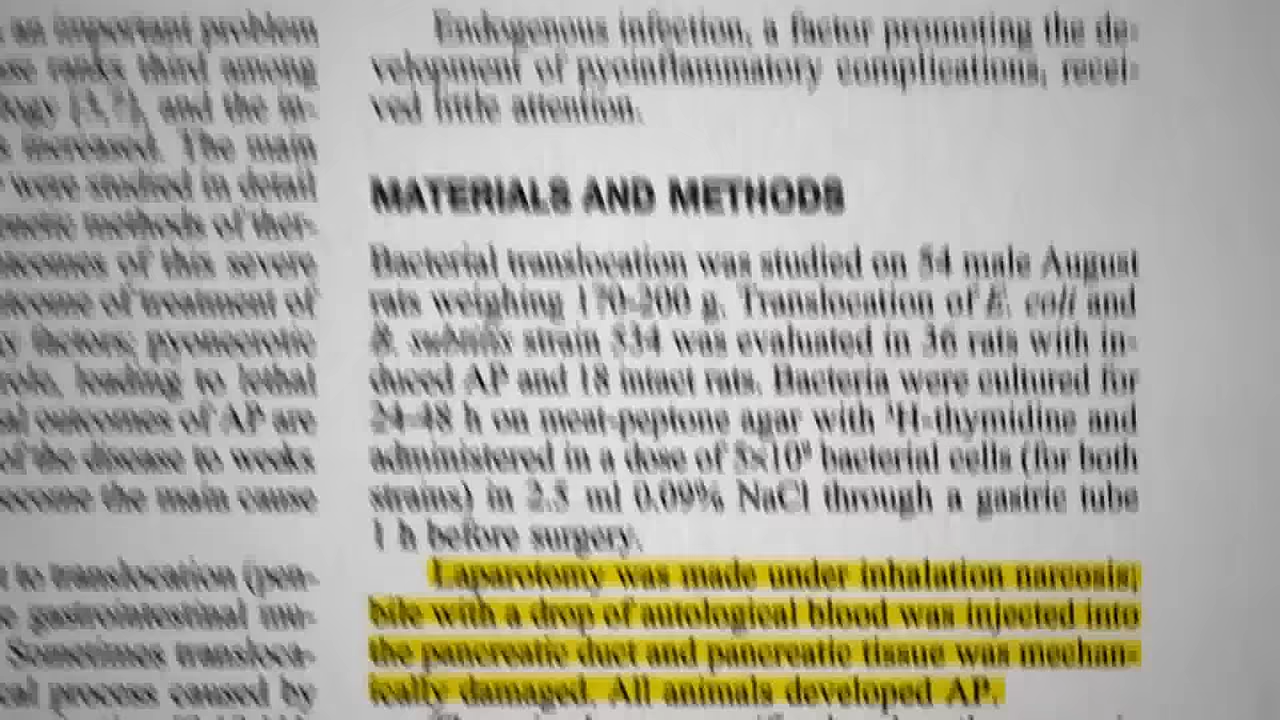 as important problem
third among
and the in-
increased. The main
were studied in detail
methods of ther-
of this severe
of treatment of
factors; pyonecrotic
leading to lethal
outcomes of AP are
of the disease to weeks
become the main cause
to translocation (pen-
gastrointestinal mu-
Sometimes transloca-
process caused by
Endogenous infection, a factor promoting the de-
velopment of pyoinflammatory complications, recei-
ved little attention.
MATERIALS AND METHODS
Bacterial translocation was studied on 54 male August
rats weighing 170-200 g. Translocation of E. coli and
B. subtilis strain 534 was evaluated in 36 rats with in-
duced AP and 18 intact rats. Bacteria were cultured for
24-48 h on meat-peptone agar with ³H-thymidine and
administered in a dose of bacterial cells (for both
strains) in 2.5 ml 0.09% NaCl through a gastric tube
1 h before surgery.
Laparotomy was made under inhalation narcosis;
bile with a drop of autological blood was injected into
the pancreatic duct and pancreatic tissue was mechan-
ically damaged. All animals developed AP.